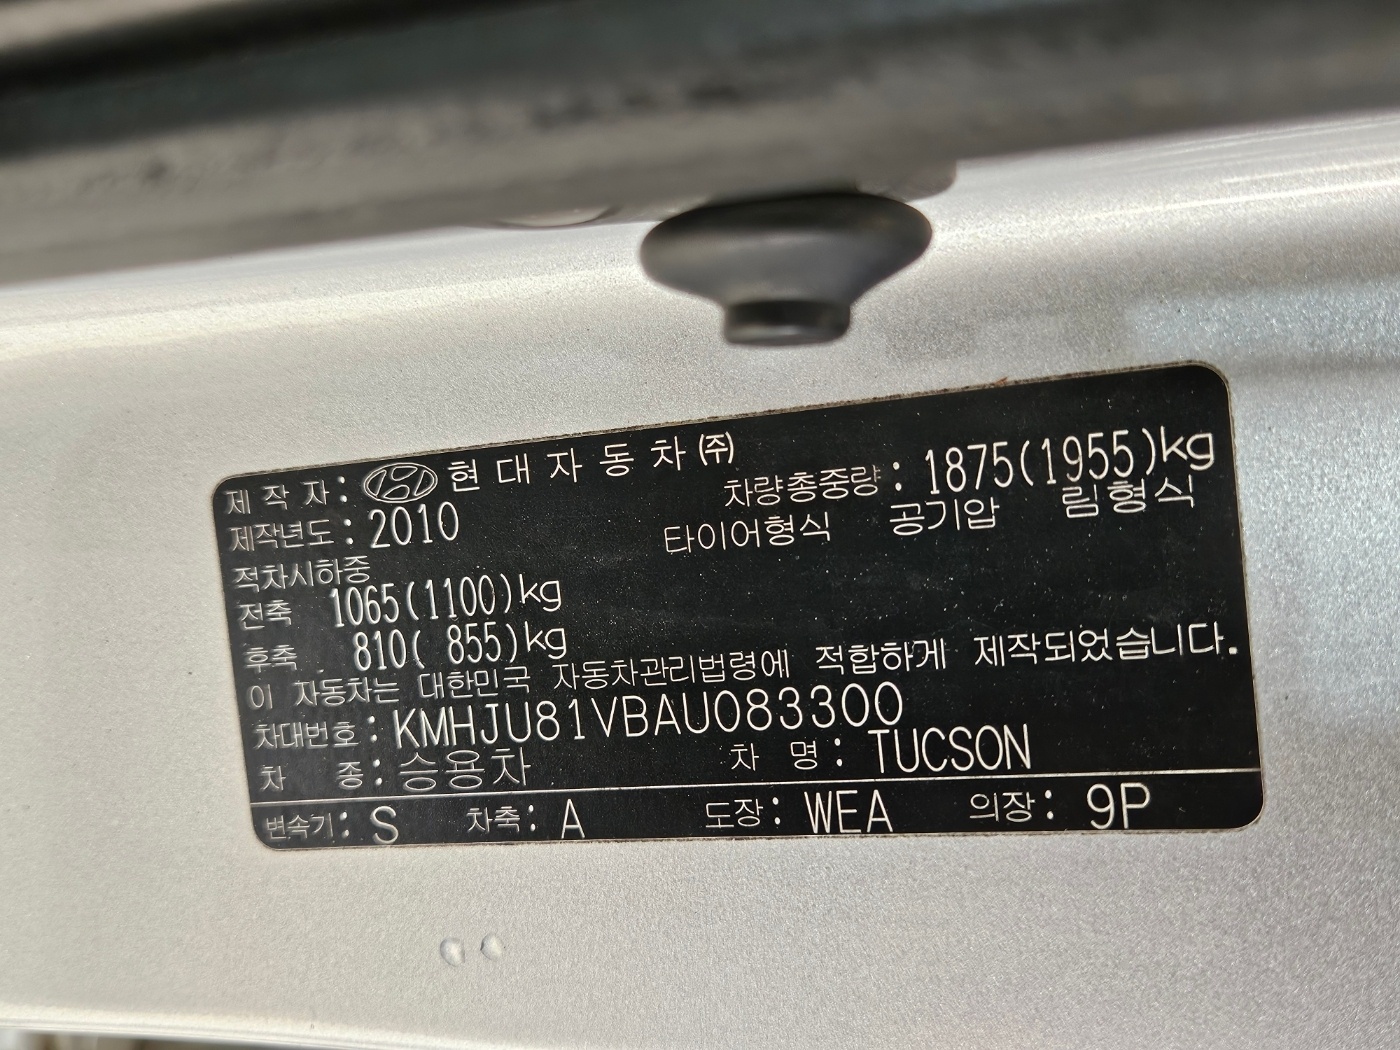 제 작 자 : 현 대 자 동 차 ㈜
차량총중량 : 1875(1955)kg
제작년도 : 2010
타이어형식 공기압 림형식
적차시하중
전축 1065(1100)kg
후축 810( 855)kg
이 자동차는 대한민국 자동차관리법령에 적합하게 제작되었습니다.
차대번호 : KMHJU81VBAU083300
차 종 : 승용차 차 명 : TUCSON
변속기 : S 차축 : A 도장 : WEA 의장 : 9P